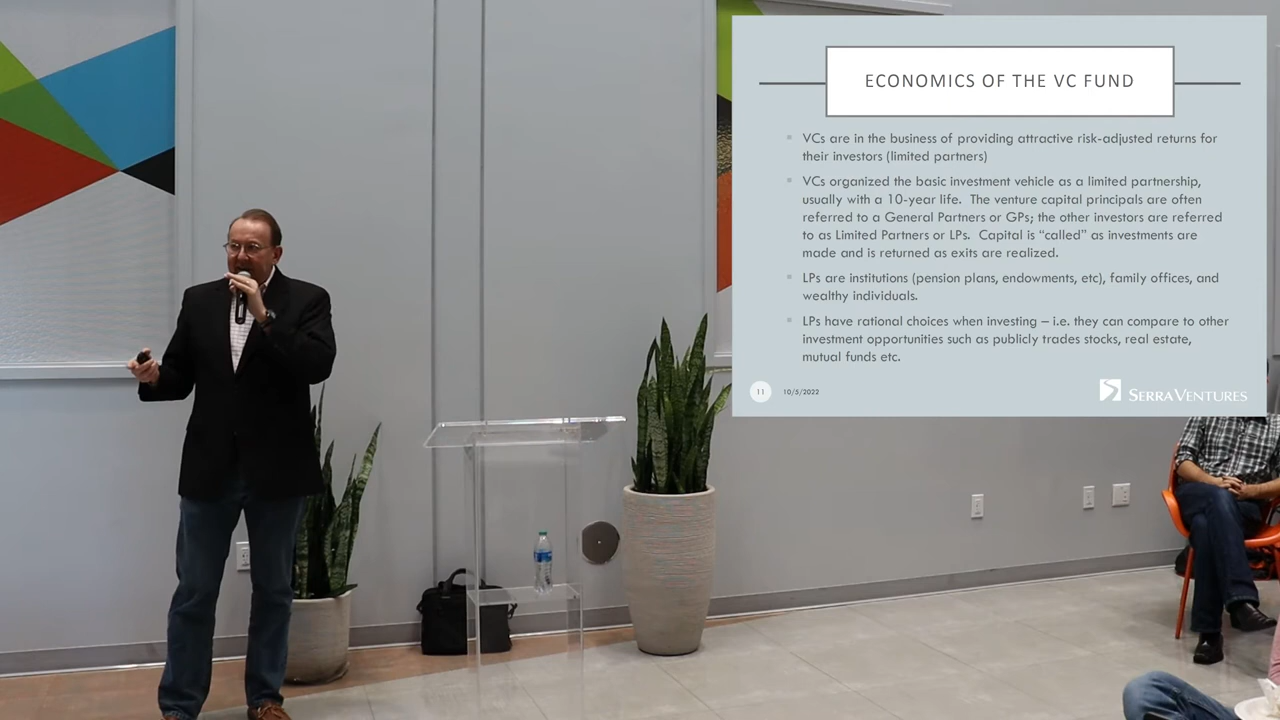 ECONOMICS OF THE VC FUND
VCs are in the business of providing attractive risk-adjusted returns for
their investors (limited partners)
VCs organized the basic investment vehicle as a limited partnership,
usually with a 10-year life. The venture capital principals are often
referred to a General Partners or GPs; the other investors are referred
to as Limited Partners or LPs. Capital is “called” as investments are
made and is returned as exits are realized.
LPs are institutions (pension plans, endowments, etc), family offices, and
wealthy individuals.
LPs have rational choices when investing – i.e. they can compare to other
investment opportunities such as publicly trades stocks, real estate,
mutual funds etc.
11 10/5/2022
SERRAVENTURES